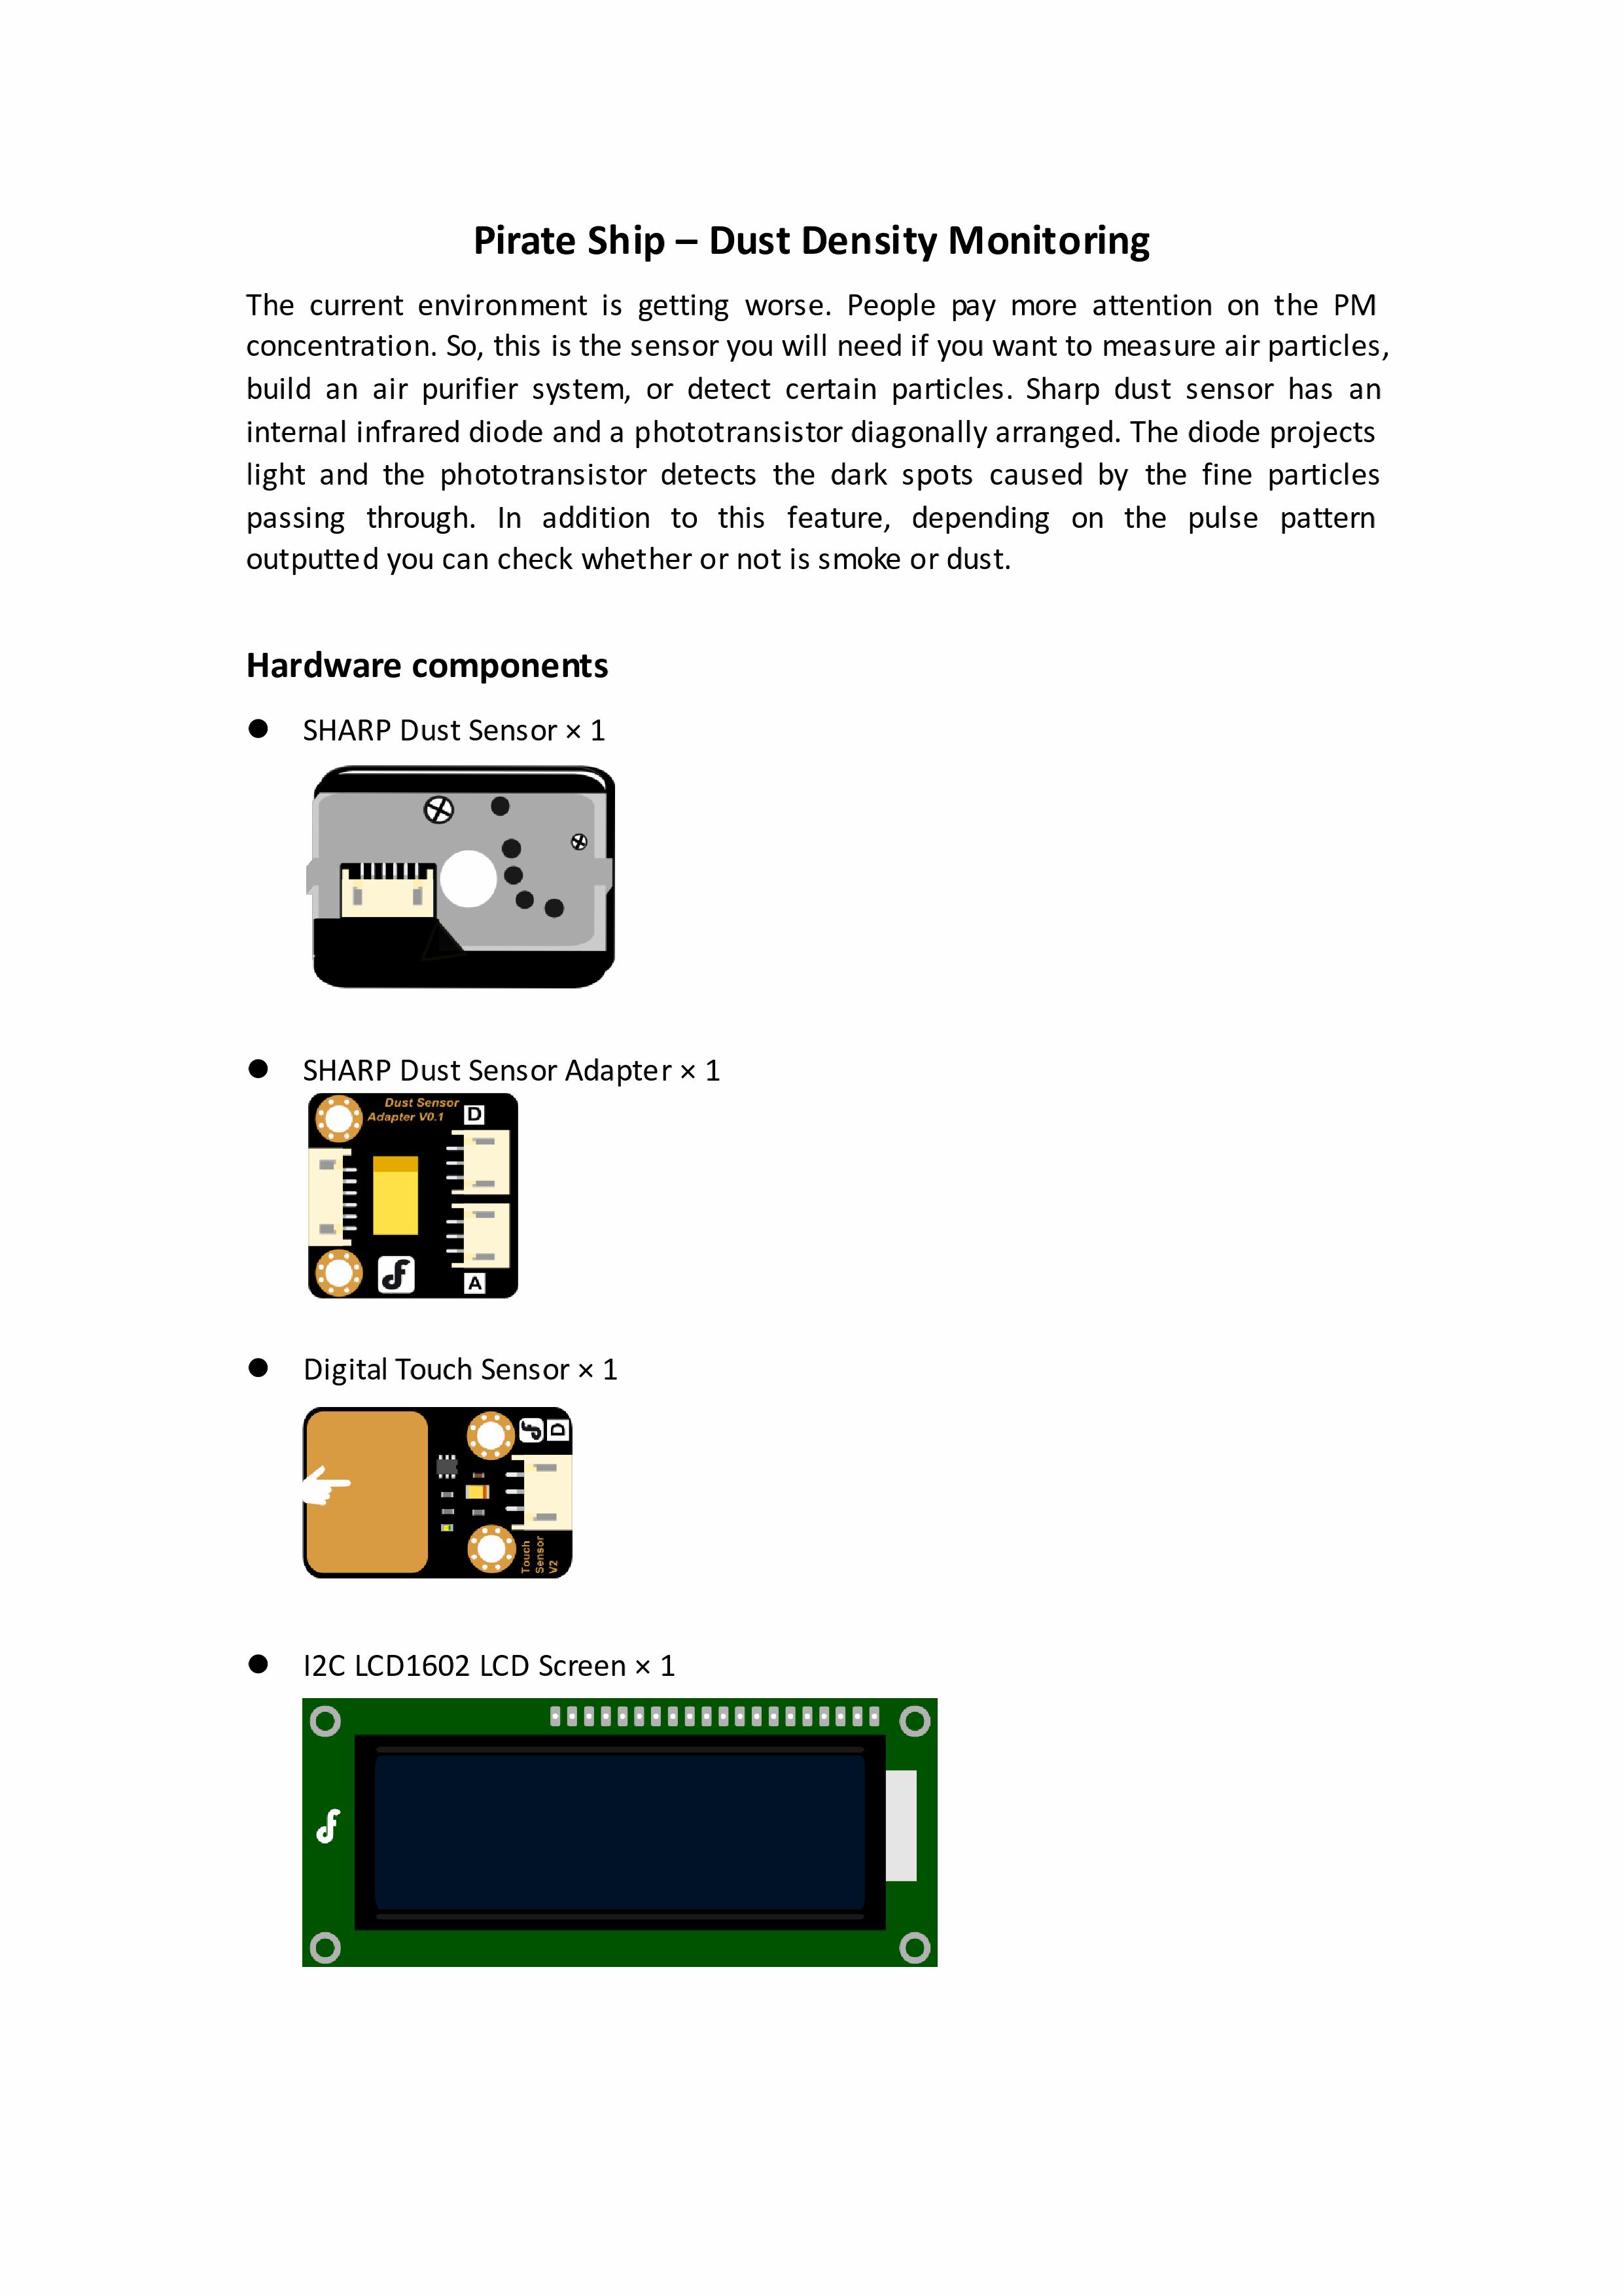 Pirate Ship – Dust Density Monitoring
The current environment is getting worse. People pay more attention on the PM
concentration. So, this is the sensor you will need if you want to measure air particles,
build an air purifier system, or detect certain particles. Sharp dust sensor has an
internal infrared diode and a phototransistor diagonally arranged. The diode projects
light and the phototransistor detects the dark spots caused by the fine particles
passing through. In addition to this feature, depending on the pulse pattern
outputted you can check whether or not is smoke or dust.
Hardware components
● SHARP Dust Sensor × 1
● SHARP Dust Sensor Adapter × 1
Dust Sensor
Adapter V0.1
D
A
● Digital Touch Sensor × 1
D
Touch
Sensor
V2
● I2C LCD1602 LCD Screen × 1